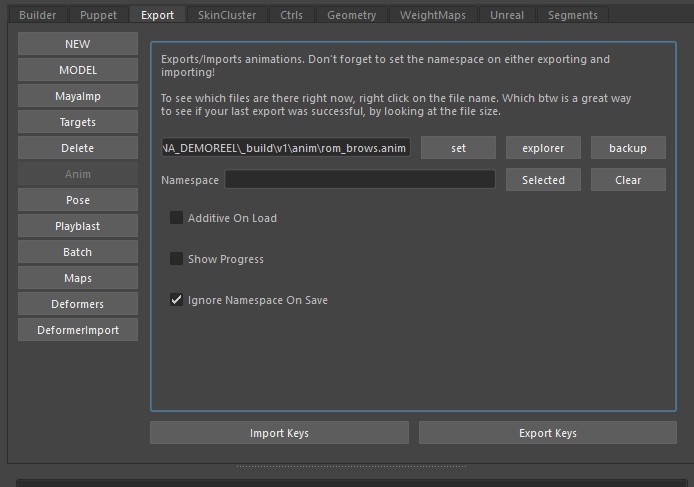 Builder Puppet Export SkinCluster Ctrls Geometry WeightMaps Unreal Segments
NEW
MODEL
MayaImp
Targets
Delete
Anim
Pose
Playblast
Batch
Maps
Deformers
DeformerImport
Exports/Imports animations. Don't forget to set the namespace on either exporting and
importing!
To see which files are there right now, right click on the file name. Which btw is a great way
to see if your last export was successful, by looking at the file size.
NA_DEMOREEL\_build\v1\anim\rom_brows.anim set explorer backup
Namespace Selected Clear
Additive On Load
Show Progress
Ignore Namespace On Save
Import Keys Export Keys